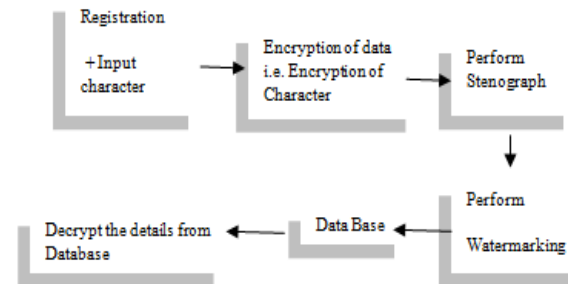 Registration
+Input
character
Encryption of data
i.e. Encryption of
Character
Perform
Stenograph
Perform
Watermarking
Data Base
Decrypt the details from
Database